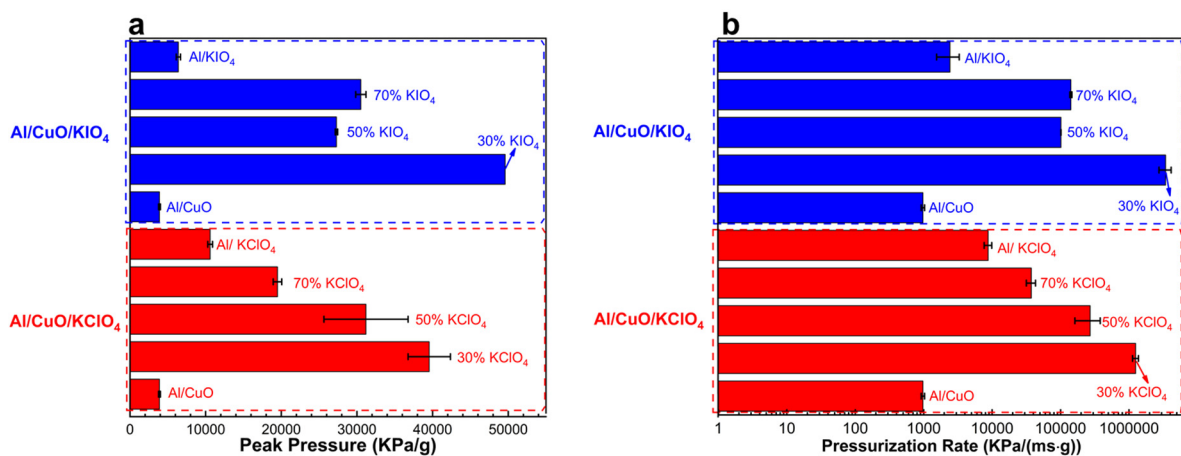 a
Al/CuO/KIO₄
Al/KIO₄
70% KIO₄
50% KIO₄
30% KIO₄
Al/CuO
Al/CuO/KClO₄
Al/ KClO₄
70% KClO₄
50% KClO₄
30% KClO₄
Al/CuO
0 10000 20000 30000 40000 50000
Peak Pressure (KPa/g)
b
Al/CuO/KIO₄
Al/KIO₄
70% KIO₄
50% KIO₄
30% KIO₄
Al/CuO
Al/CuO/KClO₄
Al/ KClO₄
70% KClO₄
50% KClO₄
30% KClO₄
Al/CuO
1 10 100 1000 10000 100000 1000000
Pressurization Rate (KPa/(ms·g)